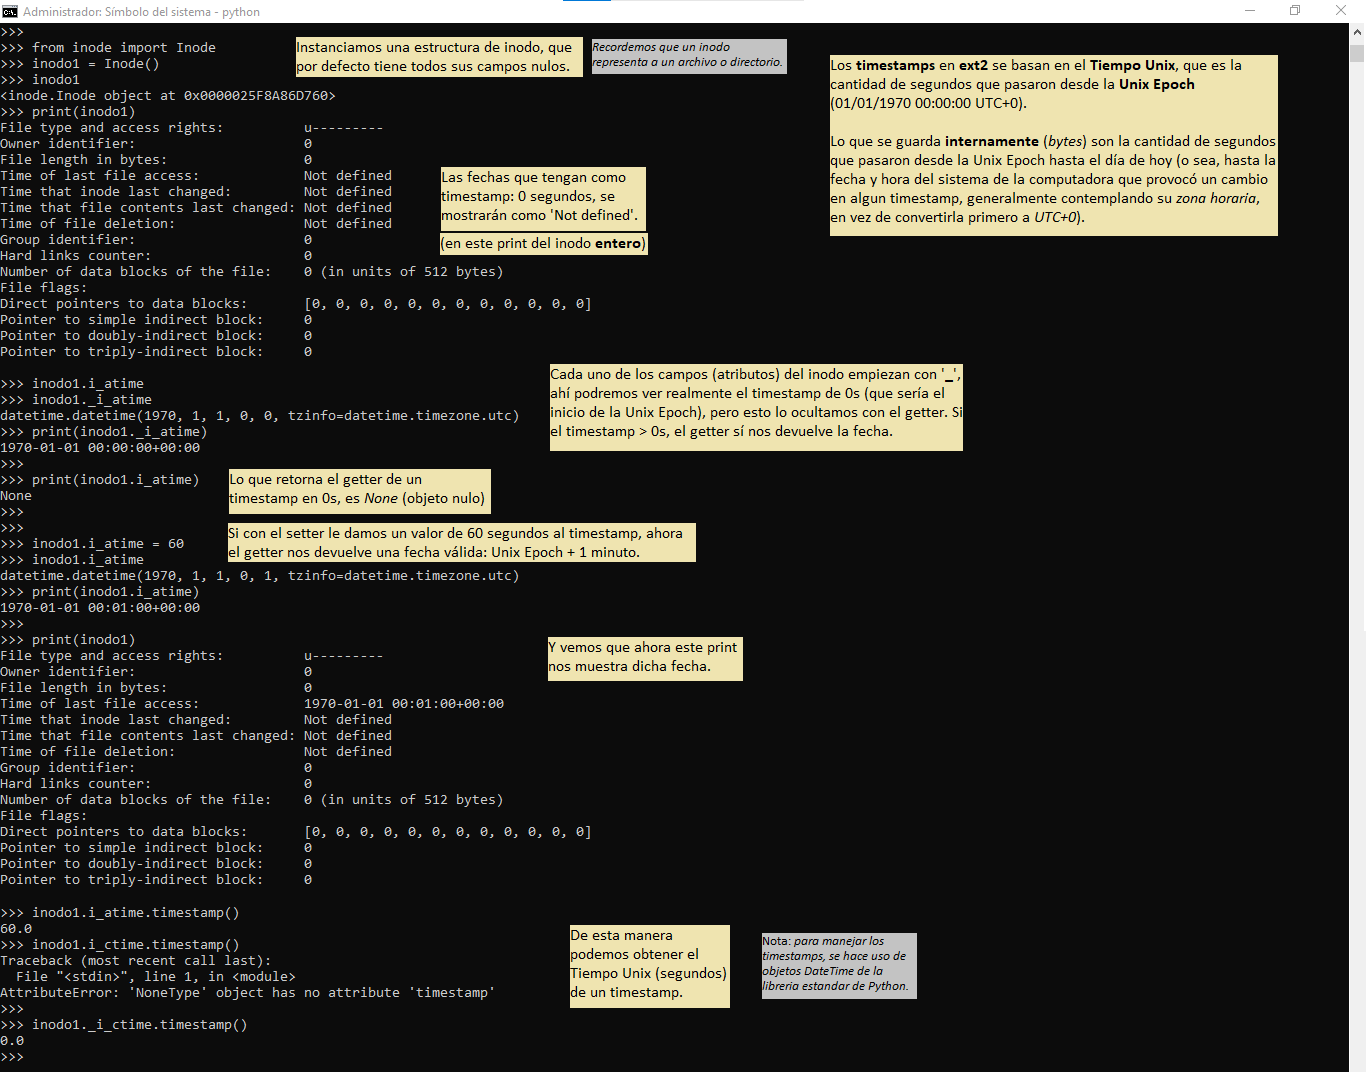 Administrador: Símbolo del sistema - python
>>>
>>> from inode import Inode
>>> inodo1 = Inode()
>>> inodo1
<inode.Inode object at 0x0000025F8A86D760>
>>> print(inodo1)
File type and access rights:          u---------
Owner identifier:                     0
File length in bytes:                 0
Time of last file access:             Not defined
Time that inode last changed:         Not defined
Time that file contents last changed: Not defined
Time of file deletion:                Not defined
Group identifier:                     0
Hard links counter:                   0
Number of data blocks of the file:    0 (in units of 512 bytes)
File flags:
Direct pointers to data blocks:       [0, 0, 0, 0, 0, 0, 0, 0, 0, 0, 0, 0]
Pointer to simple indirect block:     0
Pointer to doubly-indirect block:     0
Pointer to triply-indirect block:     0
Instanciamos una estructura de inodo, que
por defecto tiene todos sus campos nulos.
Recordemos que un inodo
representa a un archivo o directorio.
Los timestamps en ext2 se basan en el Tiempo Unix, que es la
cantidad de segundos que pasaron desde la Unix Epoch
(01/01/1970 00:00:00 UTC+0).
Lo que se guarda internamente (bytes) son la cantidad de segundos
que pasaron desde la Unix Epoch hasta el día de hoy (o sea, hasta la
fecha y hora del sistema de la computadora que provocó un cambio
en algun timestamp, generalmente contemplando su zona horaria,
en vez de convertirla primero a UTC+0).
Las fechas que tengan como
timestamp: 0 segundos, se
mostrarán como 'Not defined'.
(en este print del inodo entero)
>>> inodo1.i_atime
>>> inodo1._i_atime
datetime.datetime(1970, 1, 1, 0, 0, tzinfo=datetime.timezone.utc)
>>> print(inodo1._i_atime)
1970-01-01 00:00:00+00:00
>>>
Cada uno de los campos (atributos) del inodo empiezan con '_',
ahí podremos ver realmente el timestamp de 0s (que sería el
inicio de la Unix Epoch), pero esto lo ocultamos con el getter. Si
el timestamp > 0s, el getter sí nos devuelve la fecha.
>>> print(inodo1.i_atime)
None
>>>
>>>
Lo que retorna el getter de un
timestamp en 0s, es None (objeto nulo)
>>> inodo1.i_atime = 60
>>> inodo1.i_atime
datetime.datetime(1970, 1, 1, 0, 1, tzinfo=datetime.timezone.utc)
>>> print(inodo1.i_atime)
1970-01-01 00:01:00+00:00
>>>
Si con el setter le damos un valor de 60 segundos al timestamp, ahora
el getter nos devuelve una fecha válida: Unix Epoch + 1 minuto.
>>> print(inodo1)
File type and access rights:          u---------
Owner identifier:                     0
File length in bytes:                 0
Time of last file access:             1970-01-01 00:01:00+00:00
Time that inode last changed:         Not defined
Time that file contents last changed: Not defined
Time of file deletion:                Not defined
Group identifier:                     0
Hard links counter:                   0
Number of data blocks of the file:    0 (in units of 512 bytes)
File flags:
Direct pointers to data blocks:       [0, 0, 0, 0, 0, 0, 0, 0, 0, 0, 0, 0]
Pointer to simple indirect block:     0
Pointer to doubly-indirect block:     0
Pointer to triply-indirect block:     0
Y vemos que ahora este print
nos muestra dicha fecha.
>>> inodo1.i_atime.timestamp()
60.0
>>> inodo1.i_ctime.timestamp()
Traceback (most recent call last):
  File "<stdin>", line 1, in <module>
AttributeError: 'NoneType' object has no attribute 'timestamp'
>>>
>>> inodo1._i_ctime.timestamp()
0.0
>>>
De esta manera
podemos obtener el
Tiempo Unix (segundos)
de un timestamp.
Nota: para manejar los
timestamps, se hace uso de
objetos DateTime de la
libreria estandar de Python.